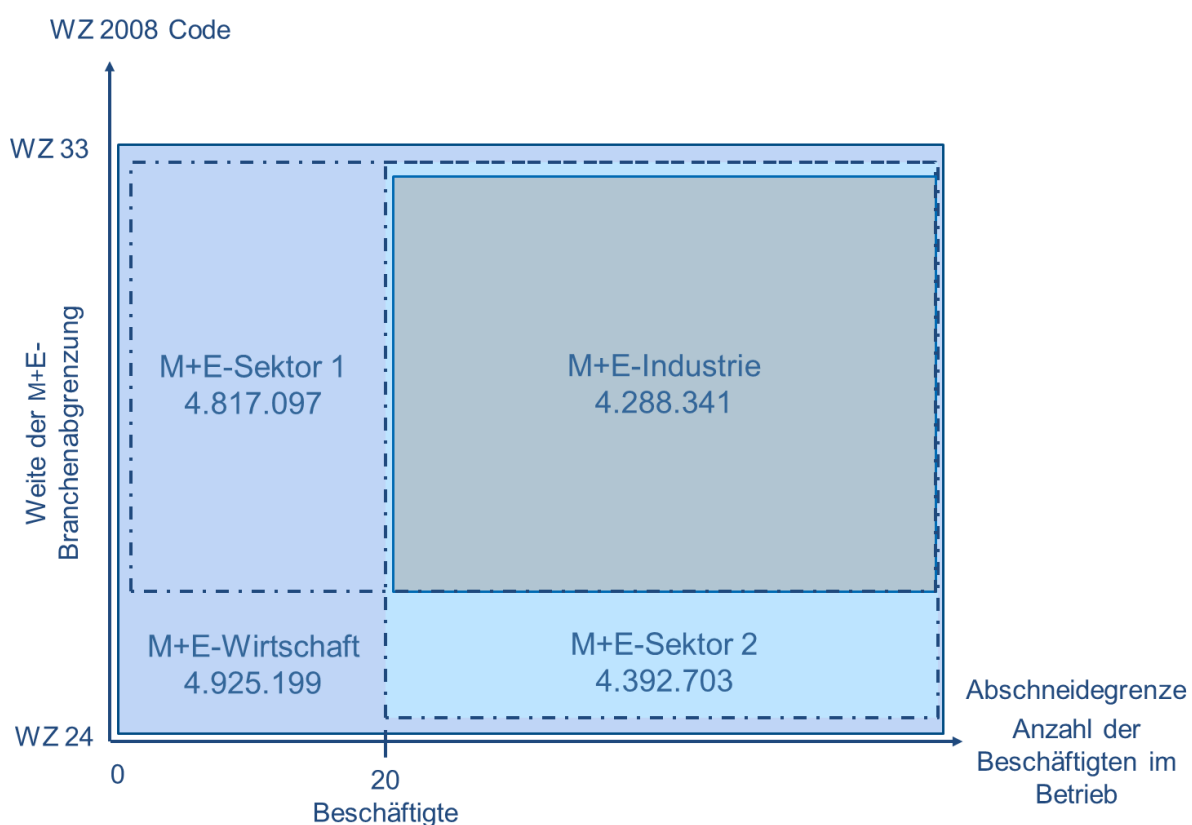 WZ 2008 Code
WZ 33
Weite der M+E-
Branchenabgrenzung
M+E-Sektor 1
4.817.097
M+E-Industrie
4.288.341
M+E-Wirtschaft
4.925.199
M+E-Sektor 2
4.392.703
WZ 24
0
20
Beschäftigte
Abschneidegrenze
Anzahl der
Beschäftigten im
Betrieb